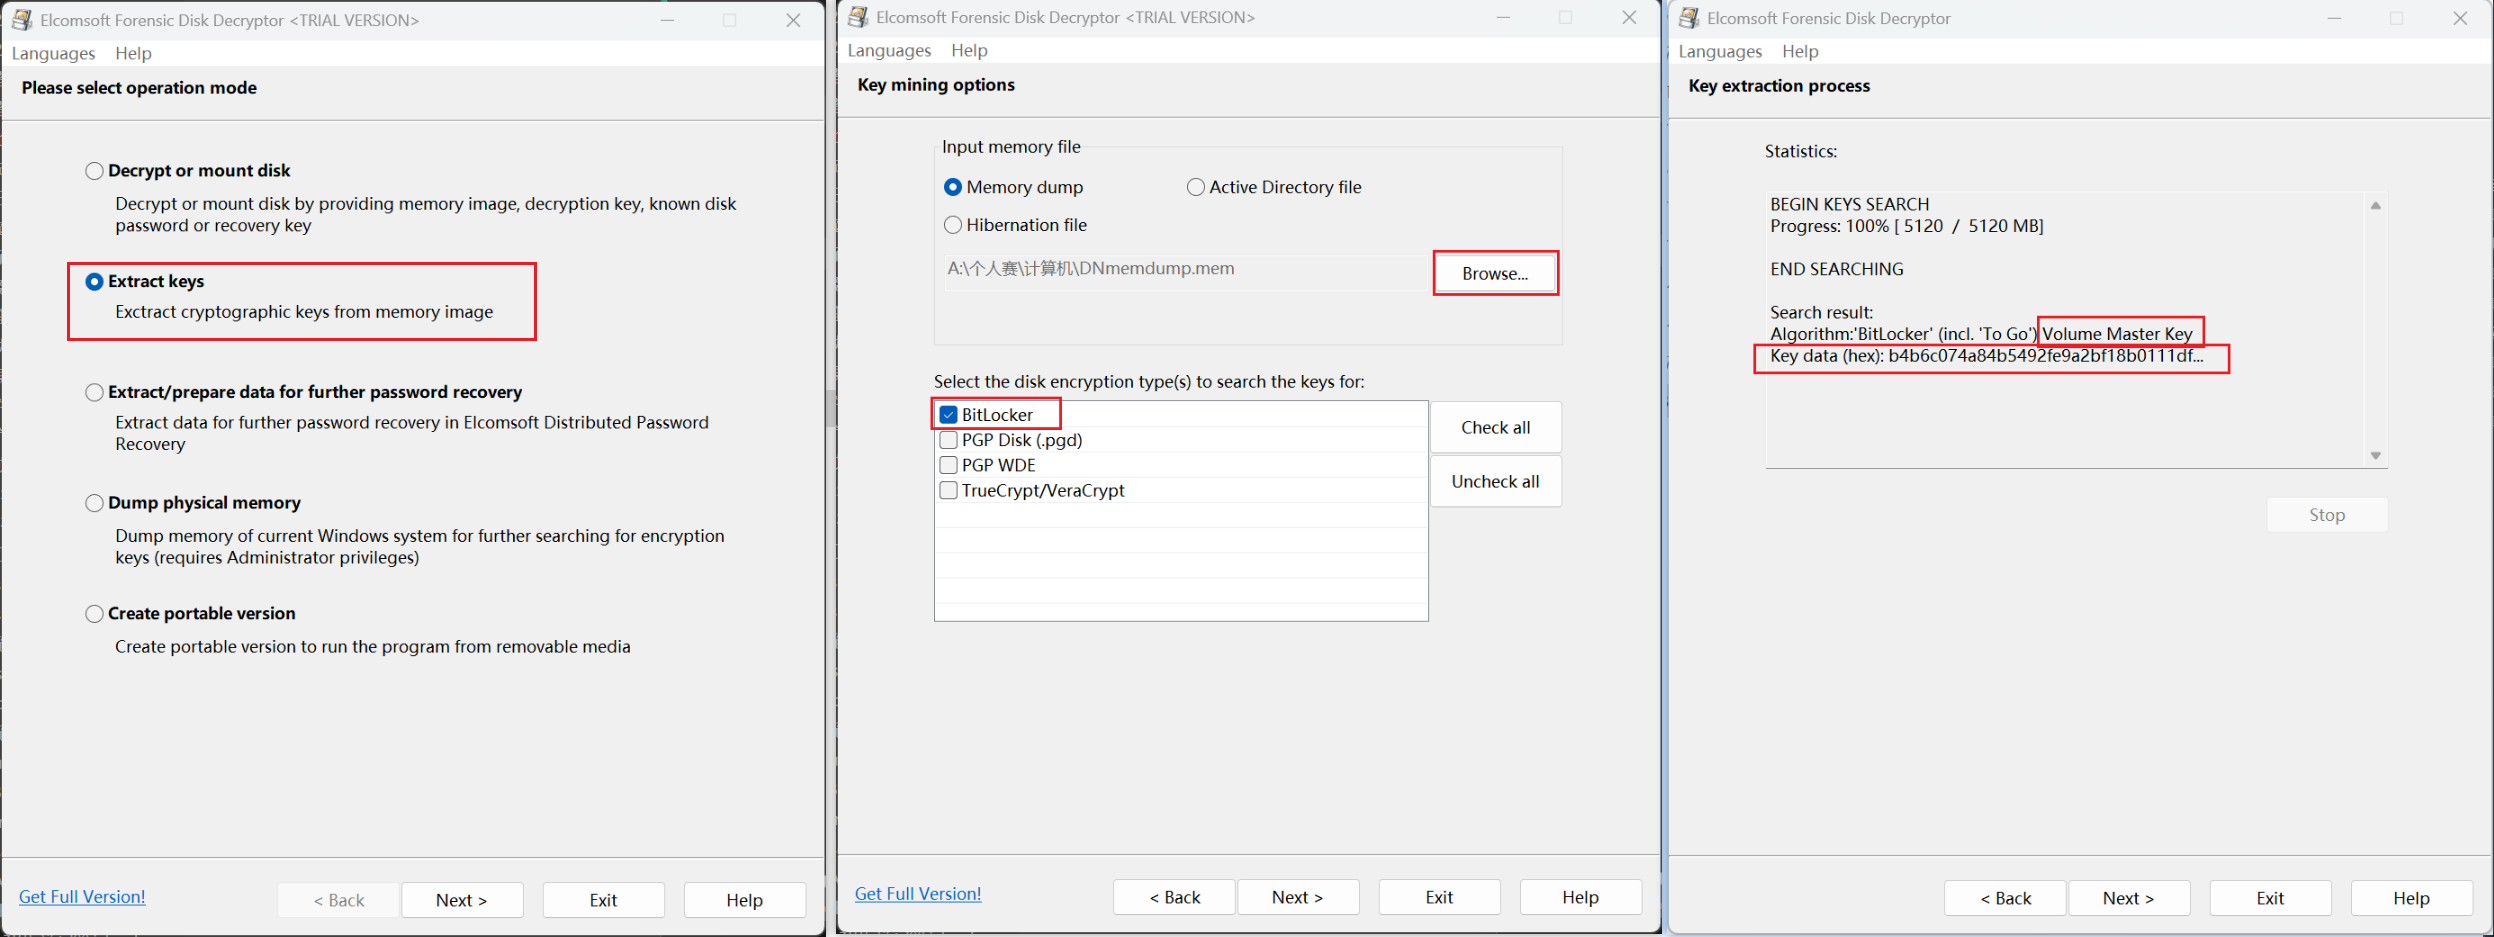 Elcomsoft Forensic Disk Decryptor <TRIAL VERSION>
Languages Help
Please select operation mode
Decrypt or mount disk
Decrypt or mount disk by providing memory image, decryption key, known disk
password or recovery key
Extract keys
Exctract cryptographic keys from memory image
Extract/prepare data for further password recovery
Extract data for further password recovery in Elcomsoft Distributed Password
Recovery
Dump physical memory
Dump memory of current Windows system for further searching for encryption
keys (requires Administrator privileges)
Create portable version
Create portable version to run the program from removable media
Get Full Version!
< Back
Next >
Exit
Help
Elcomsoft Forensic Disk Decryptor <TRIAL VERSION>
Languages Help
Key mining options
Input memory file
Memory dump
Active Directory file
Hibernation file
A:\个人赛\计算机\DNmemdump.mem
Browse...
Select the disk encryption type(s) to search the keys for:
BitLocker
PGP Disk (.pgd)
PGP WDE
TrueCrypt/VeraCrypt
Check all
Uncheck all
Get Full Version!
< Back
Next >
Exit
Help
Elcomsoft Forensic Disk Decryptor
Languages Help
Key extraction process
Statistics:
BEGIN KEYS SEARCH
Progress: 100% [ 5120 / 5120 MB]
END SEARCHING
Search result:
Algorithm:'BitLocker' (incl. 'To Go') Volume Master Key
Key data (hex): b4b6c074a84b5492fe9a2bf18b0111df...
Stop
< Back
Next >
Exit
Help